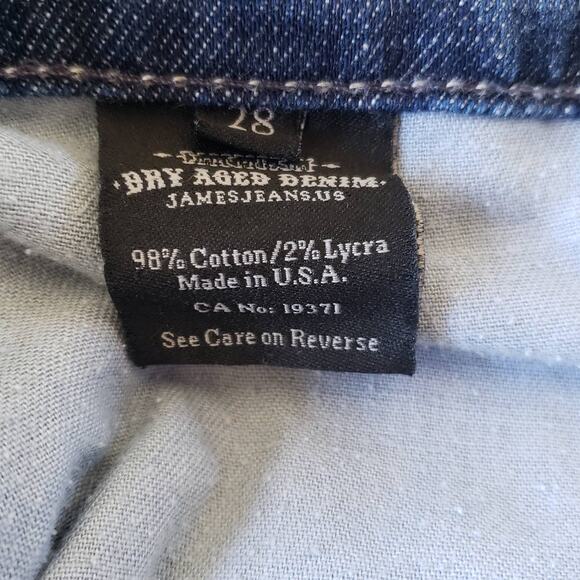 28
DRY AGED DENIM
JAMESJEANS.US
98% Cotton/2% Lycra
Made in U.S.A.
CA No: 19371
See Care on Reverse